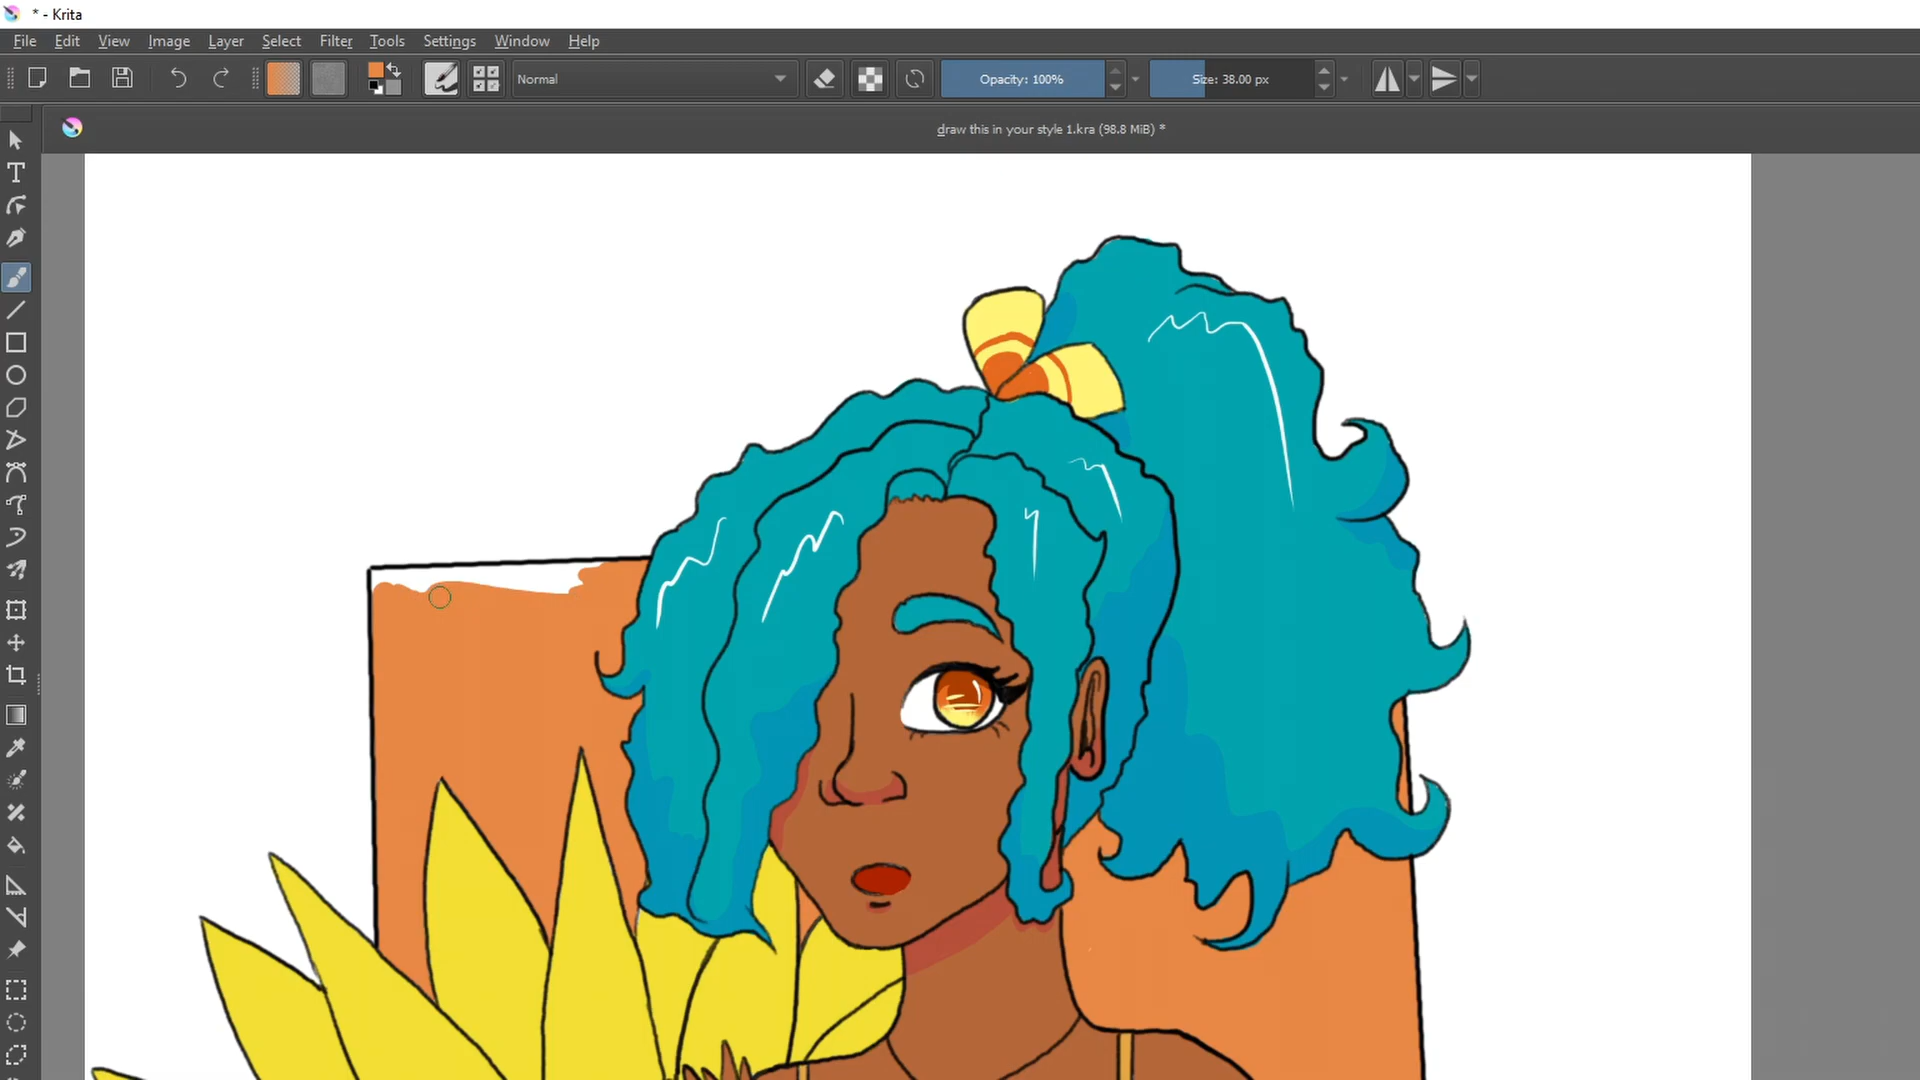 * - Krita
File Edit View Image Layer Select Filter Tools Settings Window Help
Normal Opacity: 100% Size: 38.00 px
draw this in your style 1.kra (98.8 MiB) *